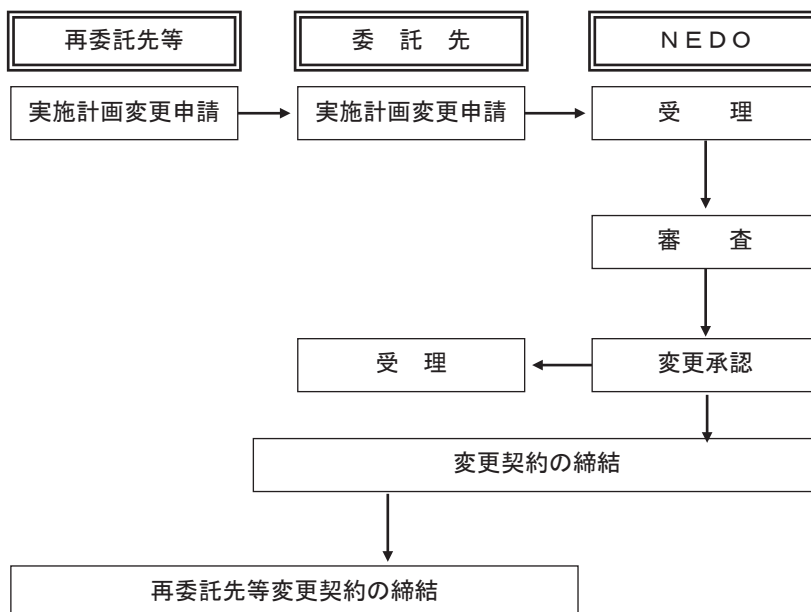 再委託先等
委　託　先
ＮＥＤＯ
実施計画変更申請
実施計画変更申請
受　　理
審　　査
受　理
変更承認
変更契約の締結
再委託先等変更契約の締結